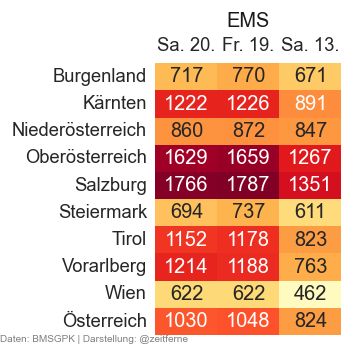 EMS
Sa. 20. Fr. 19. Sa. 13.
Burgenland 717 770 671
Kärnten 1222 1226 891
Niederösterreich 860 872 847
Oberösterreich 1629 1659 1267
Salzburg 1766 1787 1351
Steiermark 694 737 611
Tirol 1152 1178 823
Vorarlberg 1214 1188 763
Wien 622 622 462
Österreich 1030 1048 824
Daten: BMSGPK | Darstellung: @zeitferne